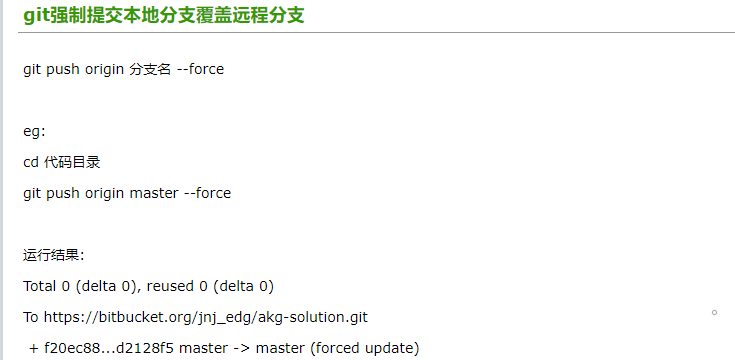 git强制提交本地分支覆盖远程分支
git push origin 分支名 --force
eg:
cd 代码目录
git push origin master --force
运行结果:
Total 0 (delta 0), reused 0 (delta 0)
To https://bitbucket.org/jnj_edg/akg-solution.git
+ f20ec88...d2128f5 master -> master (forced update)